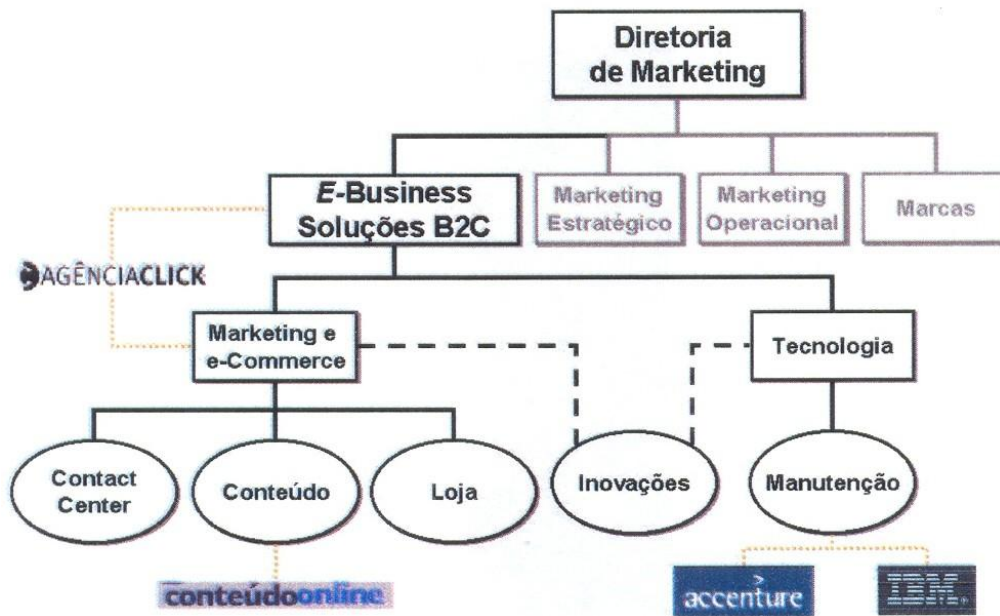 Diretoria
de Marketing
E-Business
Soluções B2C
Marketing
Estratégico
Marketing
Operacional
Marcas
AGÊNCIACLICK
Marketing e
e-Commerce
Tecnologia
Contact
Center
Conteúdo
Loja
Inovações
Manutenção
conteúdoonline
accenture
IBM